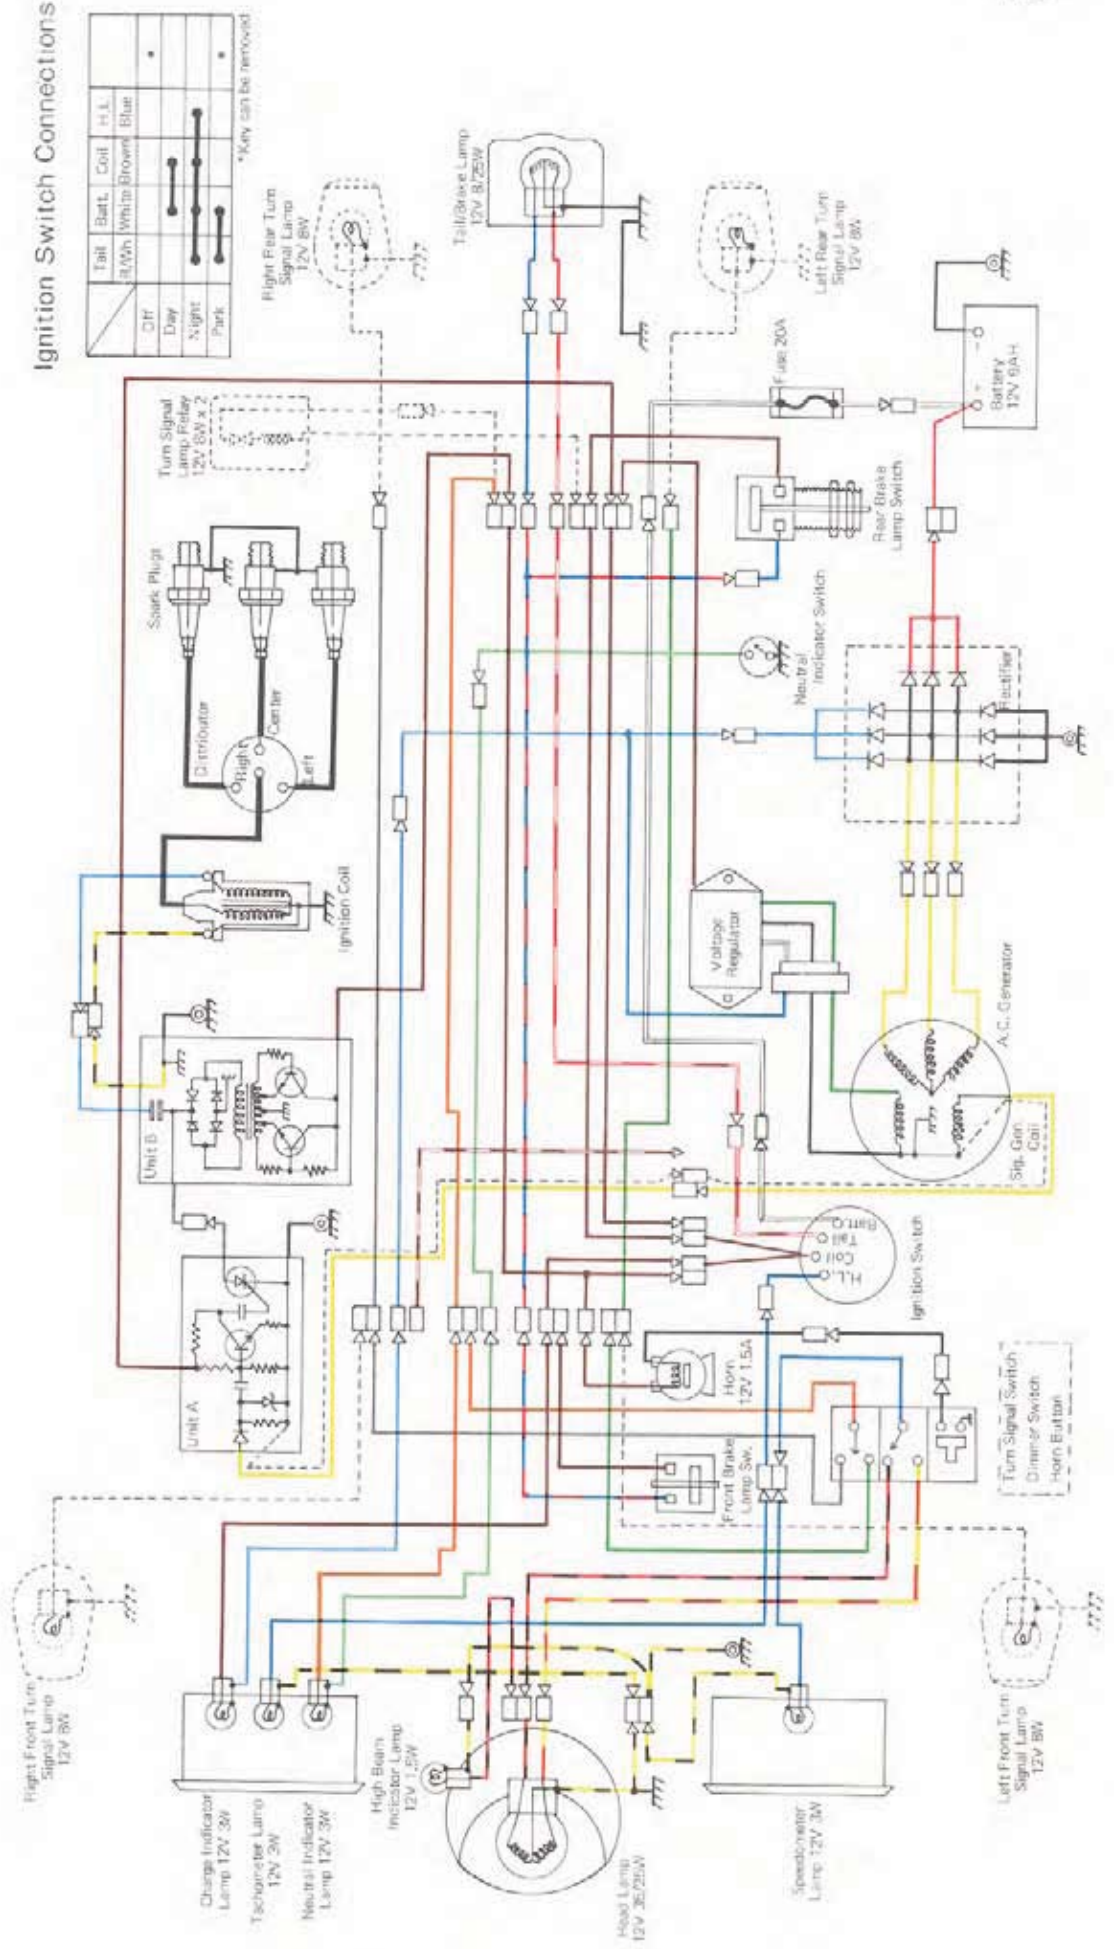 Ignition Switch Connections
Tail Batt. Coil H.L.
R/Wh White Brown Blue
Off
Day
Night
Park
*Key can be removed
Right Rear Turn
Signal Lamp
12V 8W
Tail/Brake Lamp
12V 8/25W
Left Rear Turn
Signal Lamp
12V 8W
Turn Signal
Lamp Relay
12V 8W x 2
Fuse 20A
Battery
12V 9AH
+
−
Spark Plugs
Rear Brake
Lamp Switch
Distributor
Right
Center
Left
Neutral
Indicator Switch
Rectifier
Ignition Coil
Voltage
Regulator
A.C. Generator
Unit B
Sig. Gen.
Coil
Unit A
Batt.
Tail
Coil
H.L.
Ignition Switch
Horn
12V 1.5A
Front Brake
Lamp Sw.
Turn Signal Switch
Dimmer Switch
Horn Button
Right Front Turn
Signal Lamp
12V 8W
Charge Indicator
Lamp 12V 3W
Tachometer Lamp
12V 3W
Neutral Indicator
Lamp 12V 3W
High Beam
Indicator Lamp
12V 1.5W
Head Lamp
12V 35/25W
Speedometer
Lamp 12V 3W
Left Front Turn
Signal Lamp
12V 8W